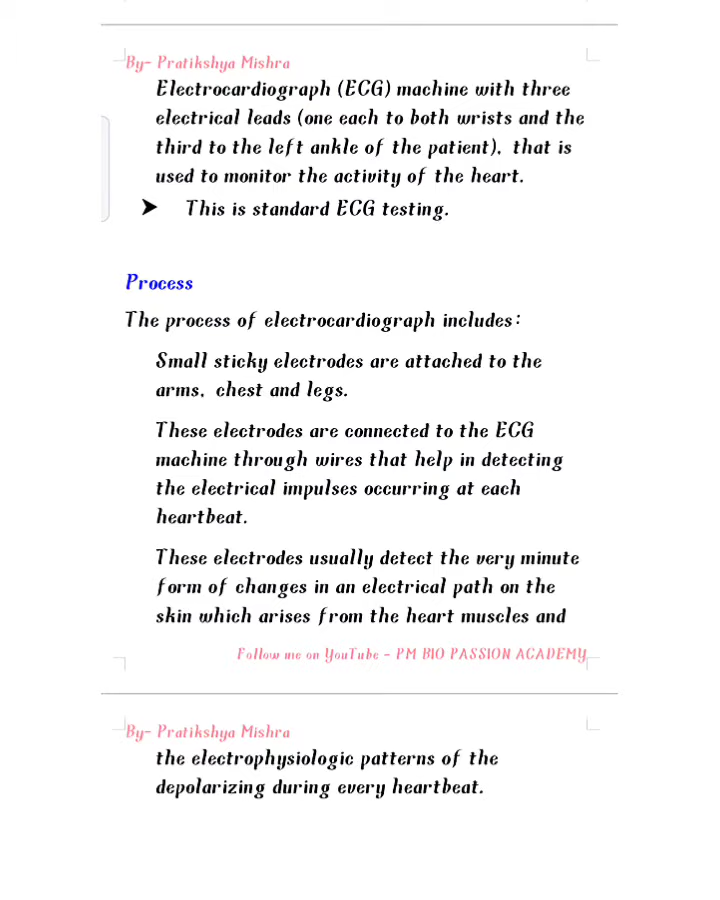 By- Pratikshya Mishra
Electrocardiograph (ECG) machine with three
electrical leads (one each to both wrists and the
third to the left ankle of the patient), that is
used to monitor the activity of the heart.
➤ This is standard ECG testing.
Process
The process of electrocardiograph includes:
Small sticky electrodes are attached to the
arms, chest and legs.
These electrodes are connected to the ECG
machine through wires that help in detecting
the electrical impulses occurring at each
heartbeat.
These electrodes usually detect the very minute
form of changes in an electrical path on the
skin which arises from the heart muscles and
Follow me on YouTube - PM BIO PASSION ACADEMY
By- Pratikshya Mishra
the electrophysiologic patterns of the
depolarizing during every heartbeat.